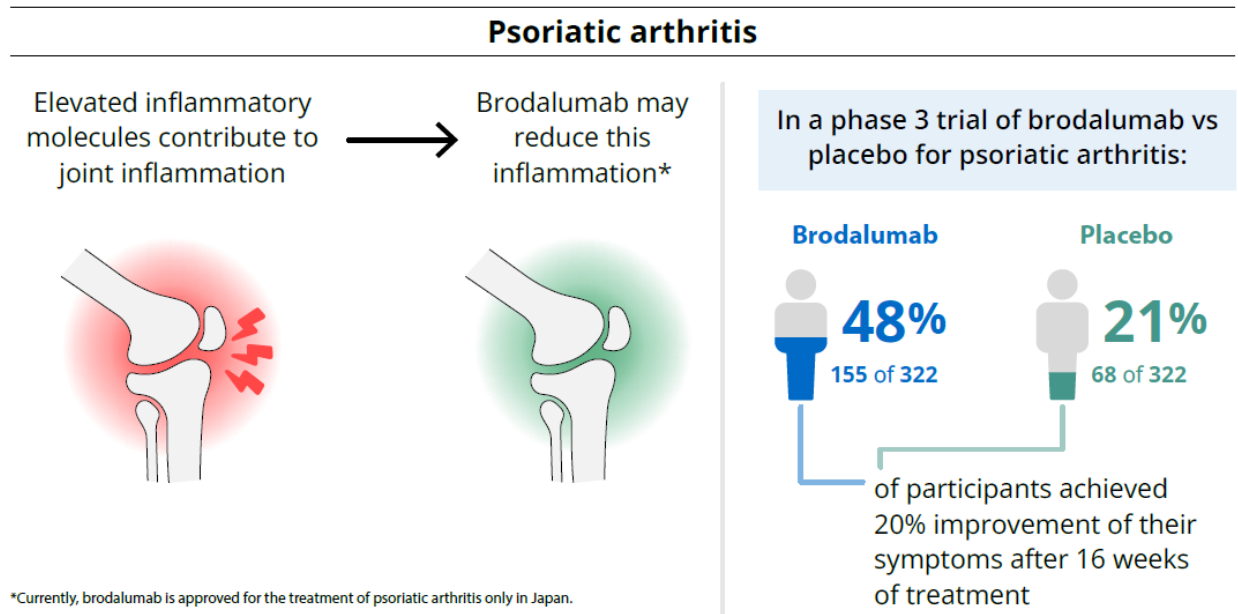 Psoriatic arthritis
Elevated inflammatory
molecules contribute to
joint inflammation
Brodalumab may
reduce this
inflammation*
*Currently, brodalumab is approved for the treatment of psoriatic arthritis only in Japan.
In a phase 3 trial of brodalumab vs
placebo for psoriatic arthritis:
Brodalumab
48%
155 of 322
Placebo
21%
68 of 322
of participants achieved
20% improvement of their
symptoms after 16 weeks
of treatment